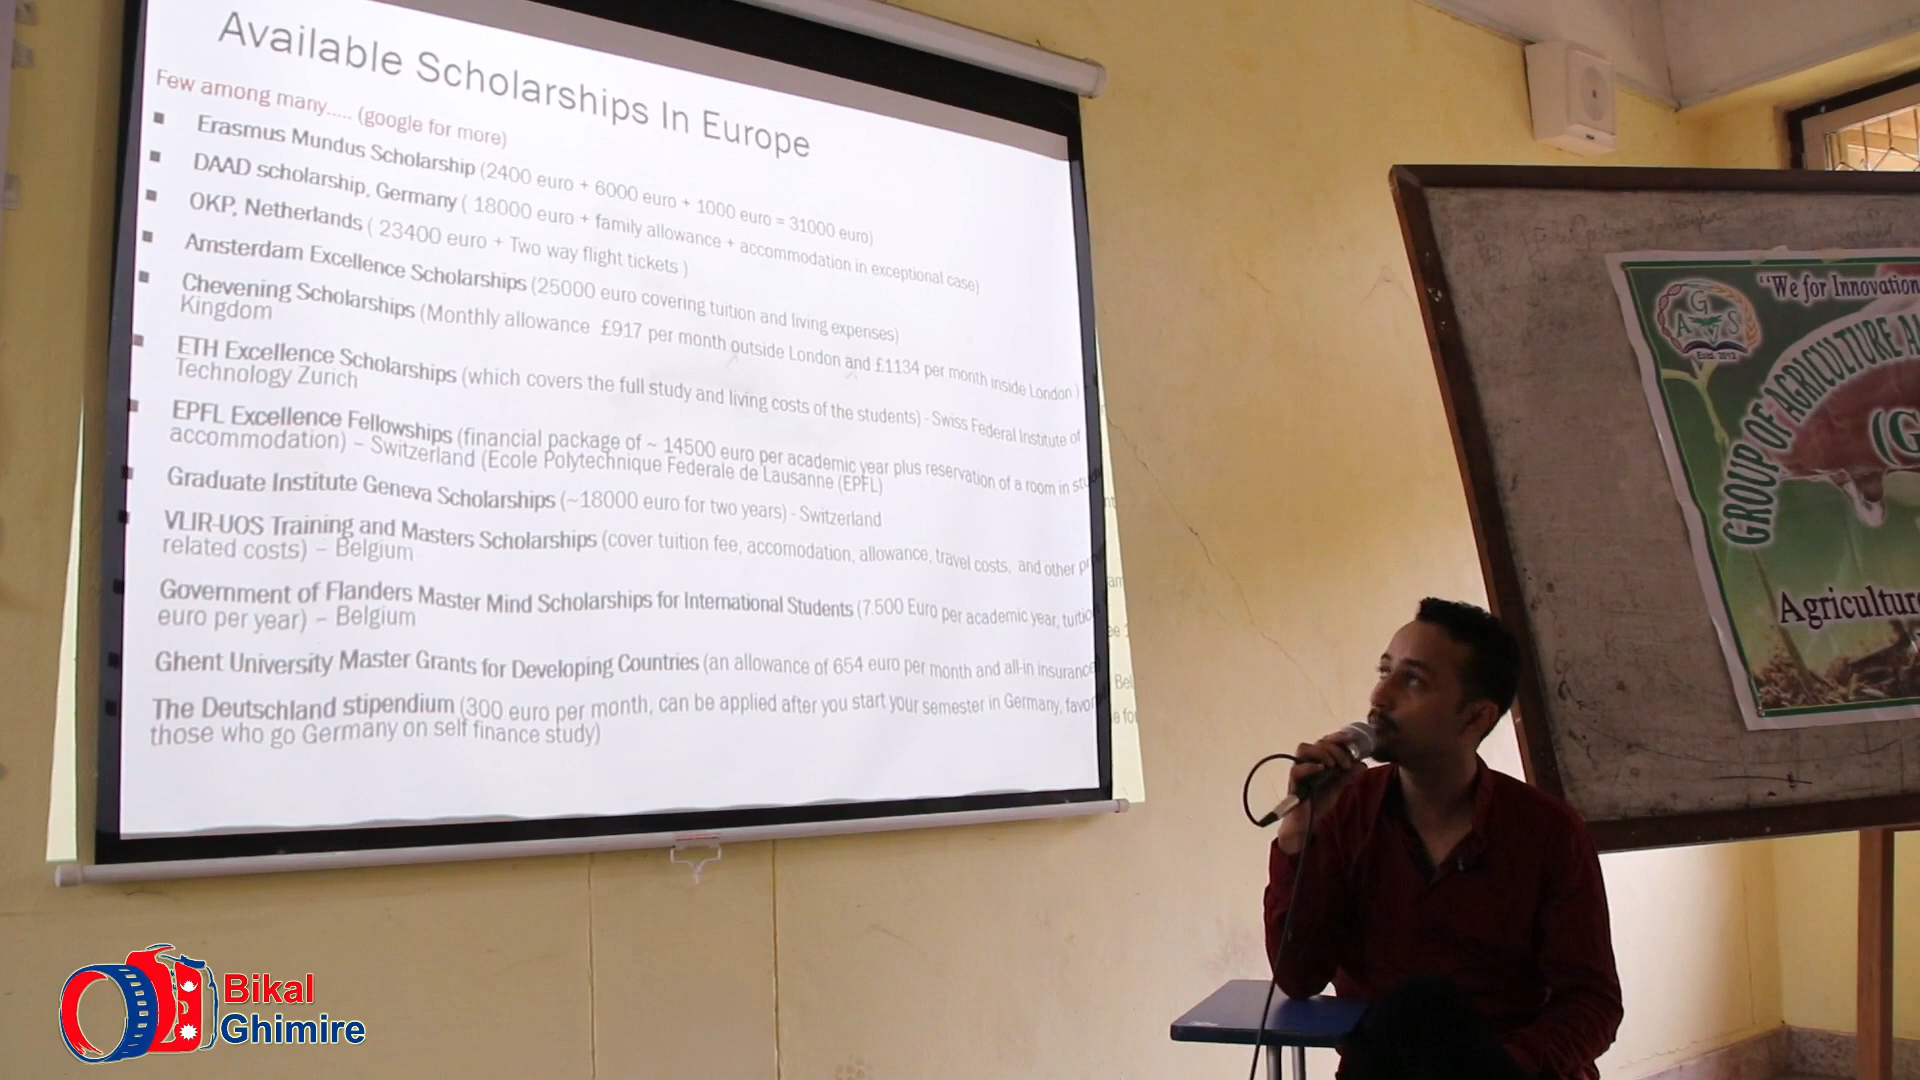 Available Scholarships In Europe
Few among many..... (google for more)
Erasmus Mundus Scholarship (2400 euro + 6000 euro + 1000 euro = 31000 euro)
DAAD scholarship, Germany ( 18000 euro + family allowance + accommodation in exceptional case)
OKP, Netherlands ( 23400 euro + Two way flight tickets )
Amsterdam Excellence Scholarships (25000 euro covering tuition and living expenses)
Chevening Scholarships (Monthly allowance £917 per month outside London and £1134 per month inside London )
Kingdom
ETH Excellence Scholarships (which covers the full study and living costs of the students) - Swiss Federal Institute of
Technology Zurich
EPFL Excellence Fellowships (financial package of ~ 14500 euro per academic year plus reservation of a room in
accommodation) – Switzerland (Ecole Polytechnique Federale de Lausanne (EPFL)
Graduate Institute Geneva Scholarships (~18000 euro for two years) - Switzerland
VLIR-UOS Training and Masters Scholarships (cover tuition fee, accomodation, allowance, travel costs, and other
related costs) – Belgium
Government of Flanders Master Mind Scholarships for International Students (7.500 Euro per academic year, tuition
euro per year) – Belgium
Ghent University Master Grants for Developing Countries (an allowance of 654 euro per month and all-in insurance
The Deutschland stipendium (300 euro per month, can be applied after you start your semester in Germany,
those who go Germany on self finance study)
"We for Innovation
G
A S
Estd. 2012
GROUP OF AGRICULTURE
(G
Agriculture
Bikal
Ghimire